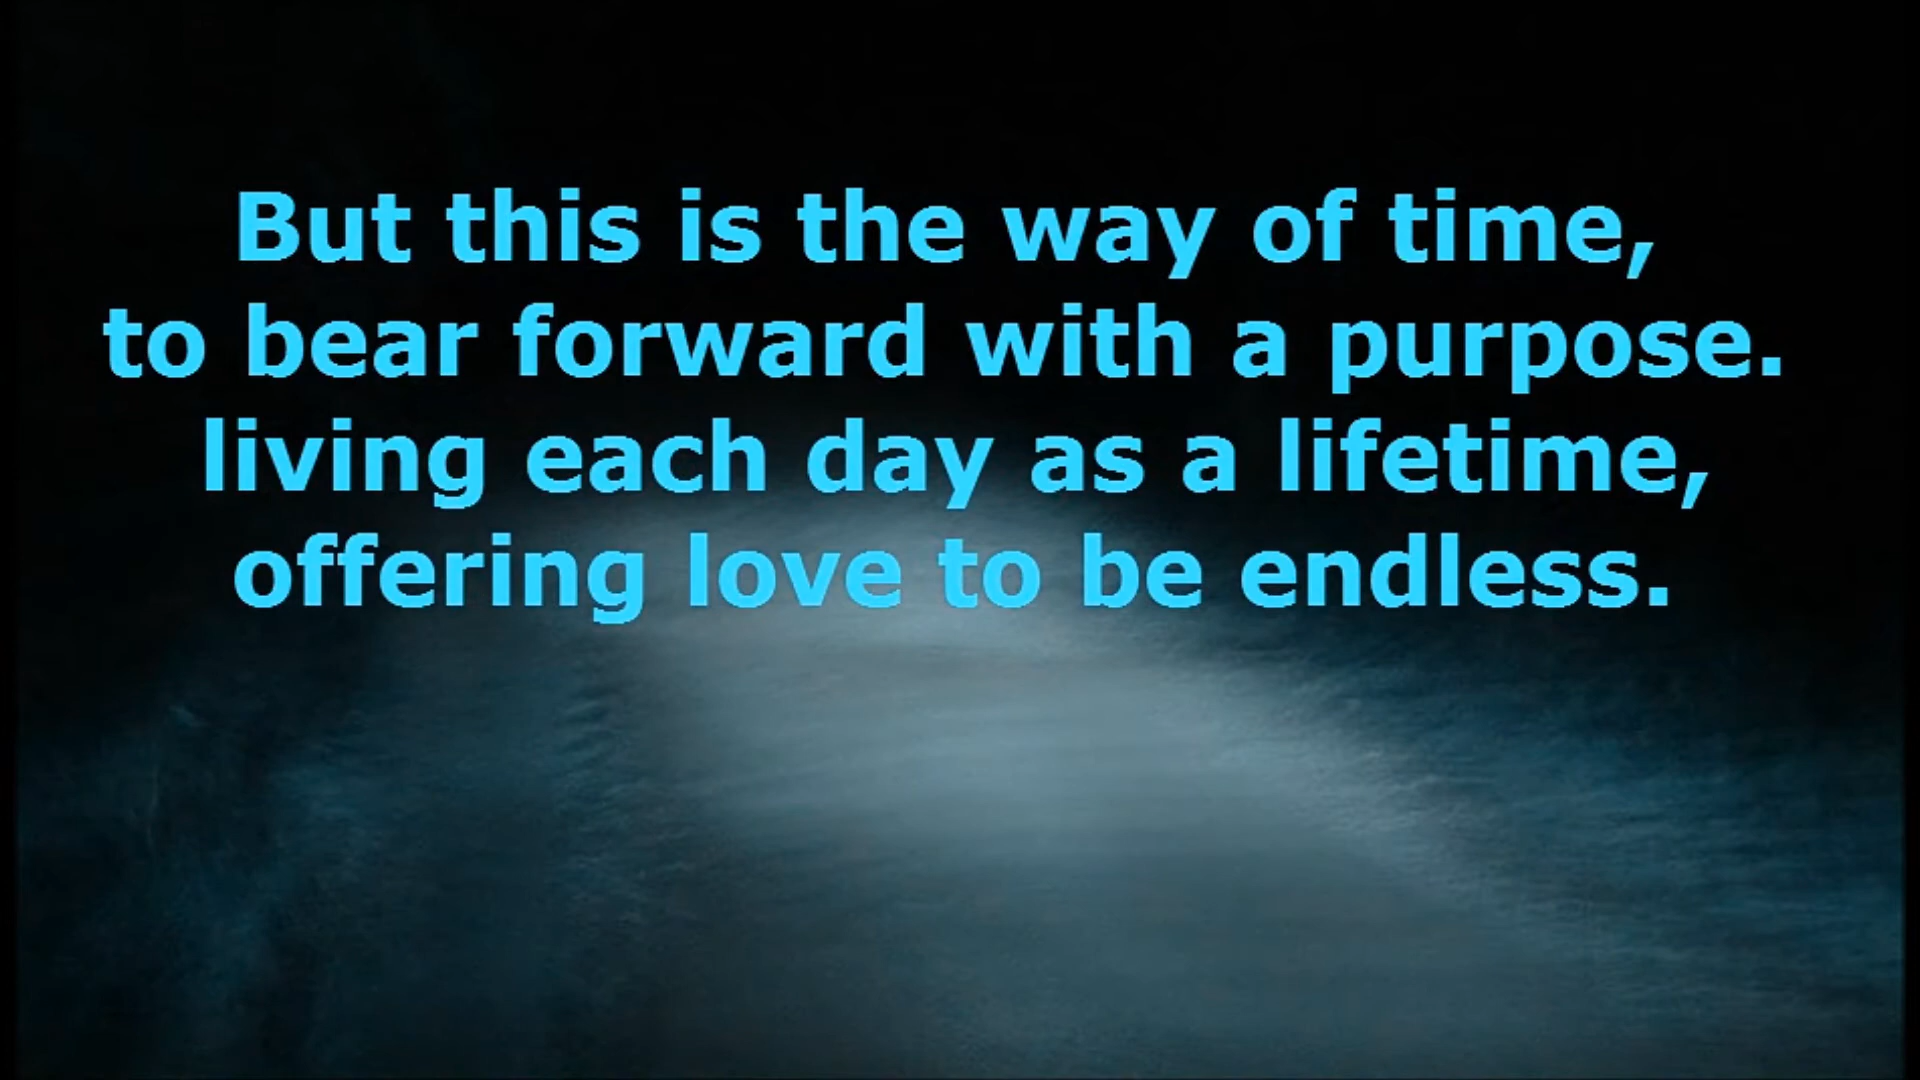 But this is the way of time,
to bear forward with a purpose.
living each day as a lifetime,
offering love to be endless.